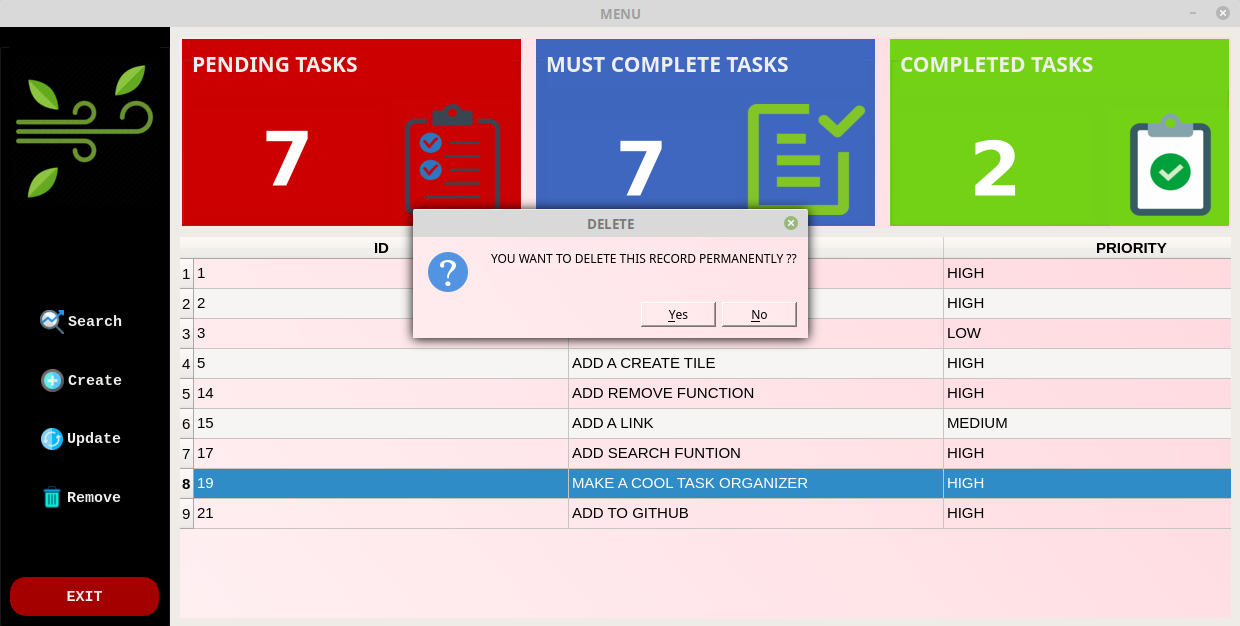 MENU
PENDING TASKS
7
MUST COMPLETE TASKS
7
COMPLETED TASKS
2
DELETE
YOU WANT TO DELETE THIS RECORD PERMANENTLY ??
Yes No
ID PRIORITY
1 1 HIGH
2 2 HIGH
3 3 LOW
4 5 ADD A CREATE TILE HIGH
5 14 ADD REMOVE FUNCTION HIGH
6 15 ADD A LINK MEDIUM
7 17 ADD SEARCH FUNTION HIGH
8 19 MAKE A COOL TASK ORGANIZER HIGH
9 21 ADD TO GITHUB HIGH
Search
Create
Update
Remove
EXIT